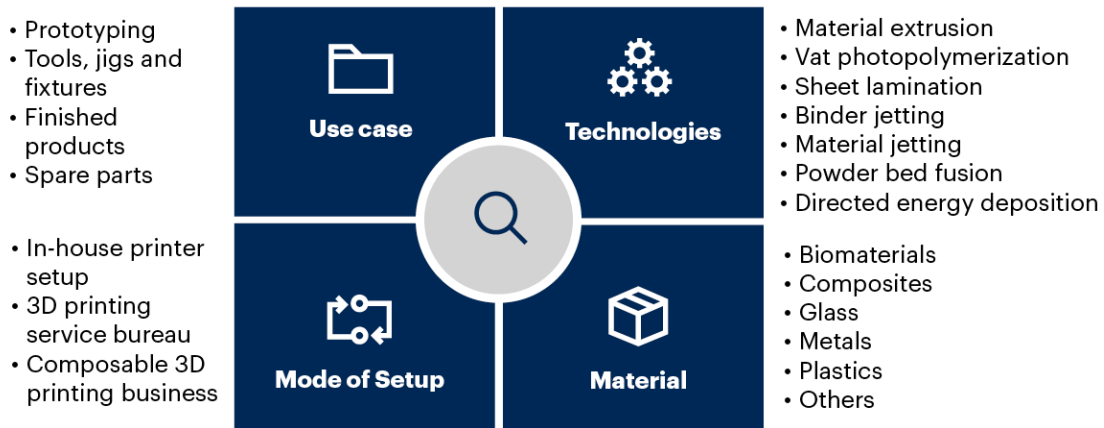 • Prototyping
• Tools, jigs and
fixtures
• Finished
products
• Spare parts
Use case
Technologies
• Material extrusion
• Vat photopolymerization
• Sheet lamination
• Binder jetting
• Material jetting
• Powder bed fusion
• Directed energy deposition
• In-house printer
setup
• 3D printing
service bureau
• Composable 3D
printing business
Mode of Setup
Material
• Biomaterials
• Composites
• Glass
• Metals
• Plastics
• Others